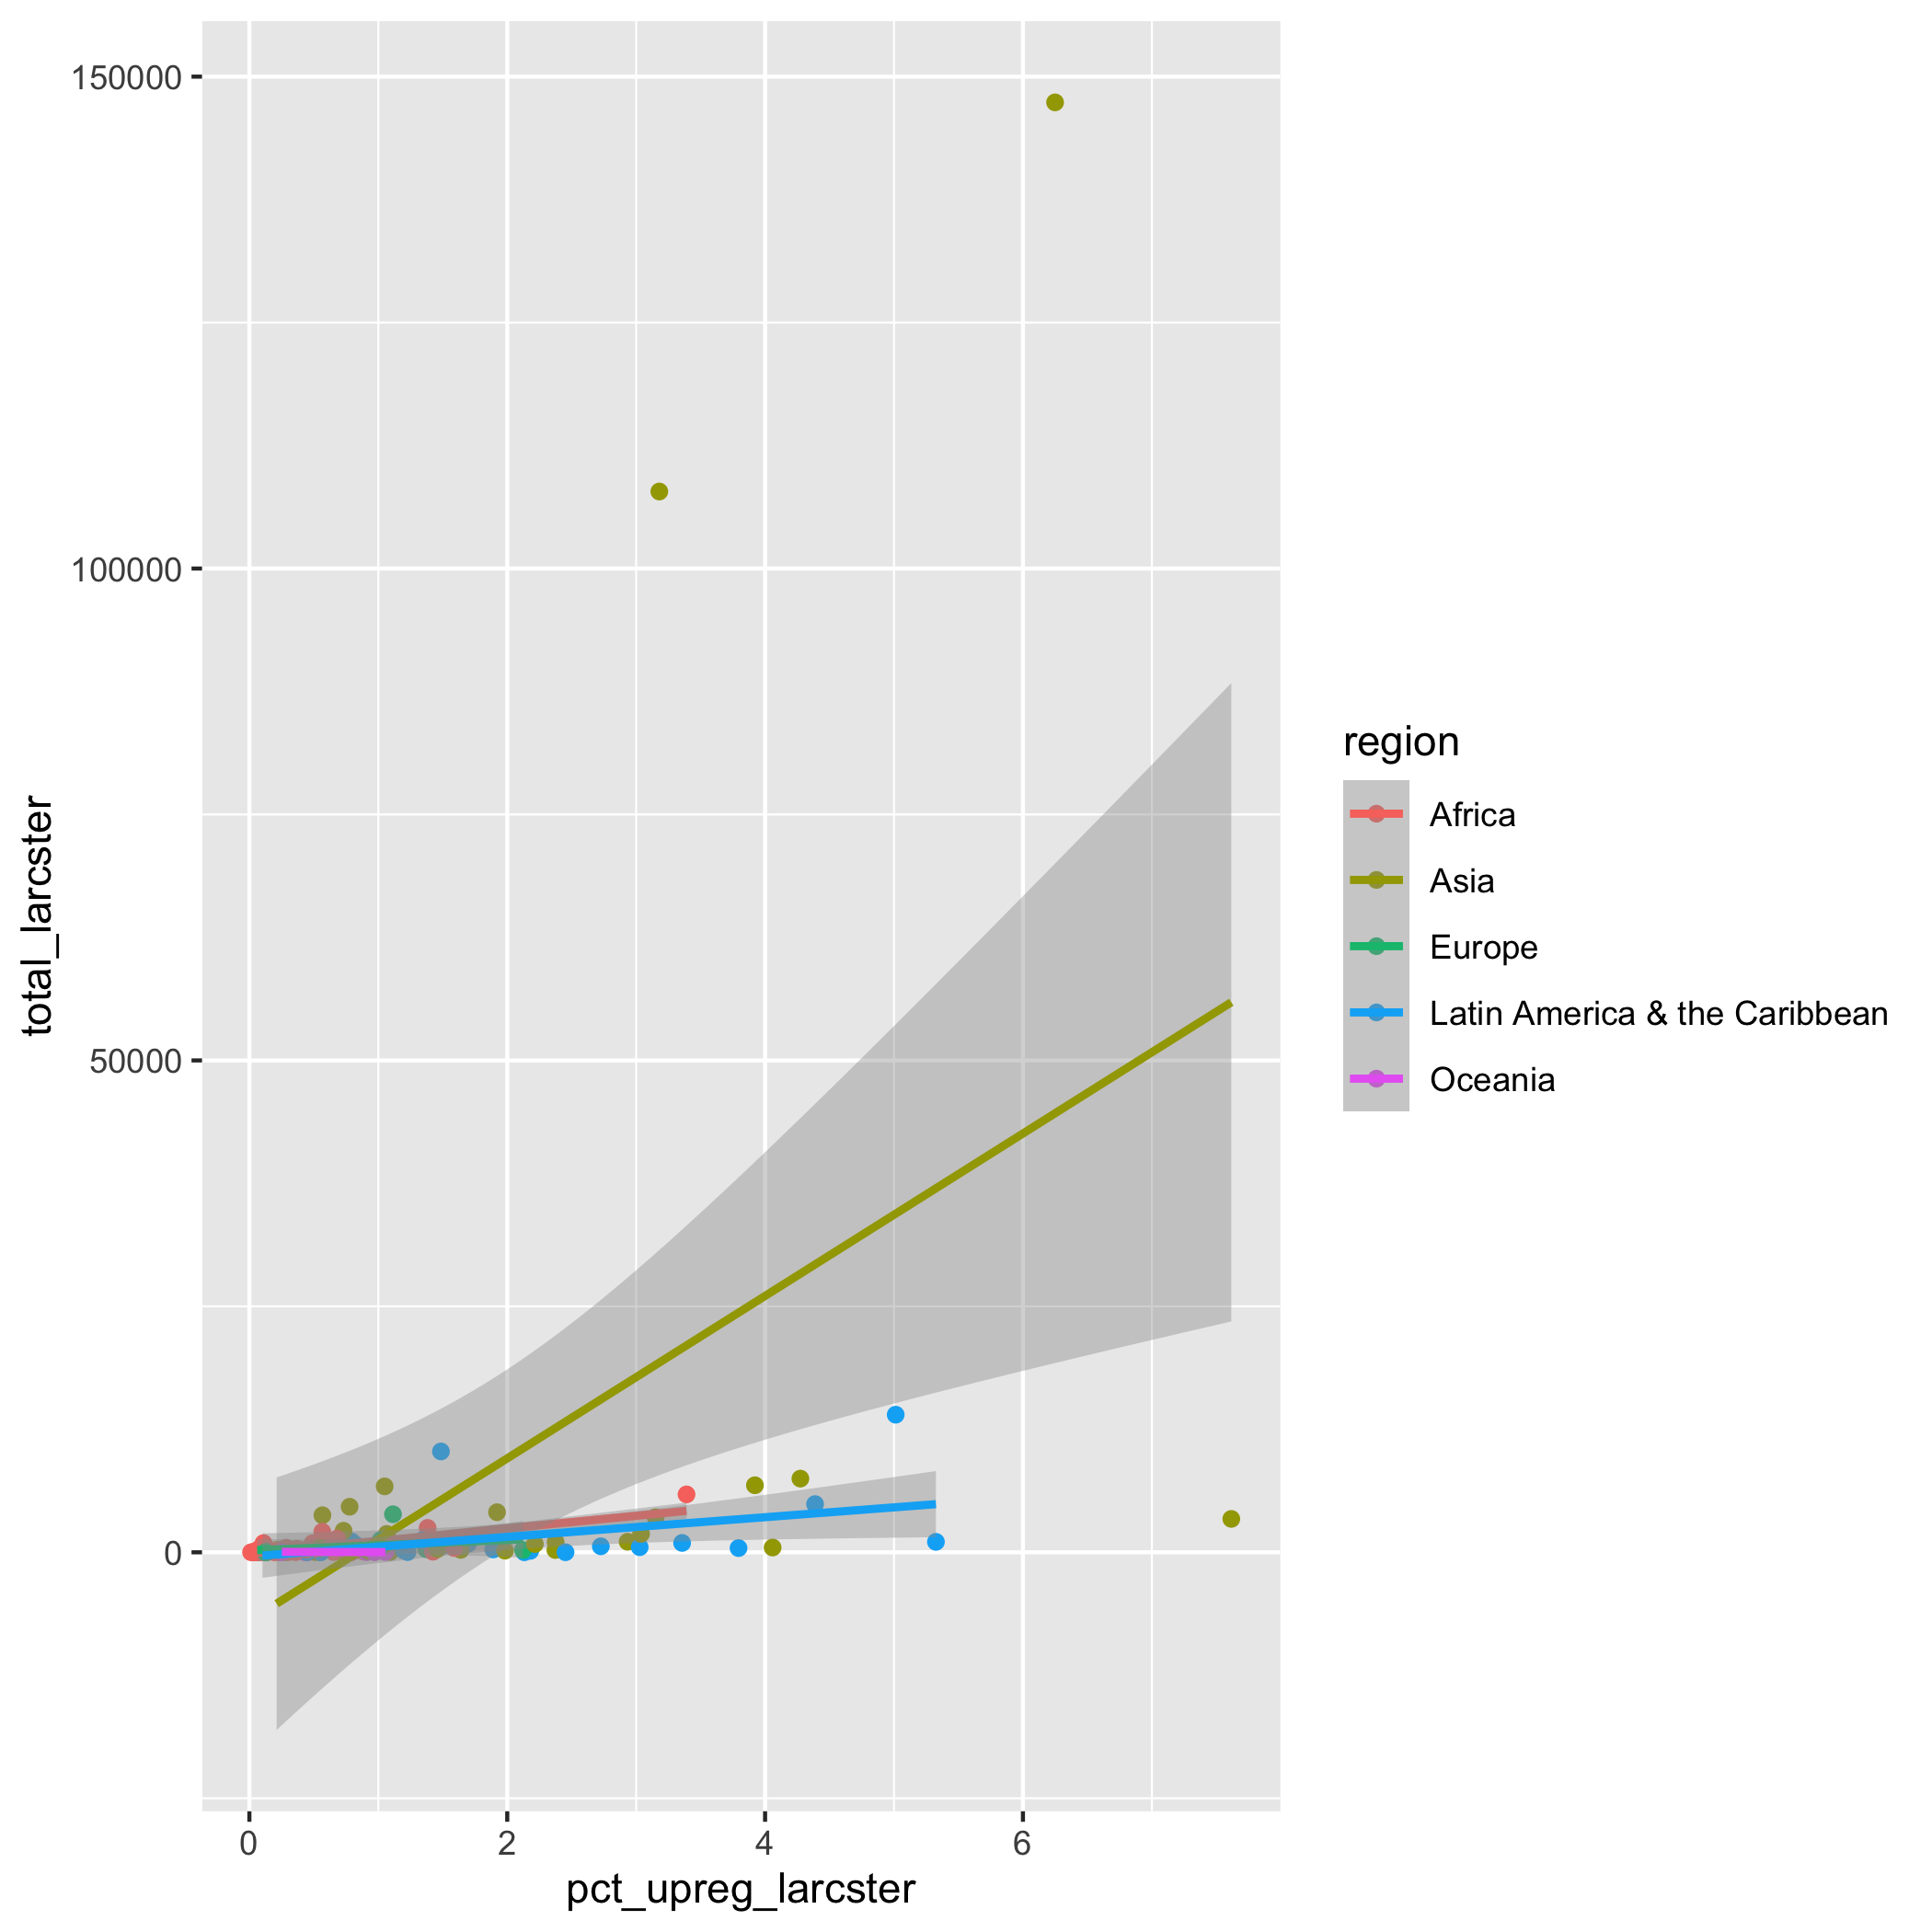 150000
100000
50000
0
total_larcster
0 2 4 6
pct_upreg_larcster
region
Africa
Asia
Europe
Latin America & the Caribbean
Oceania